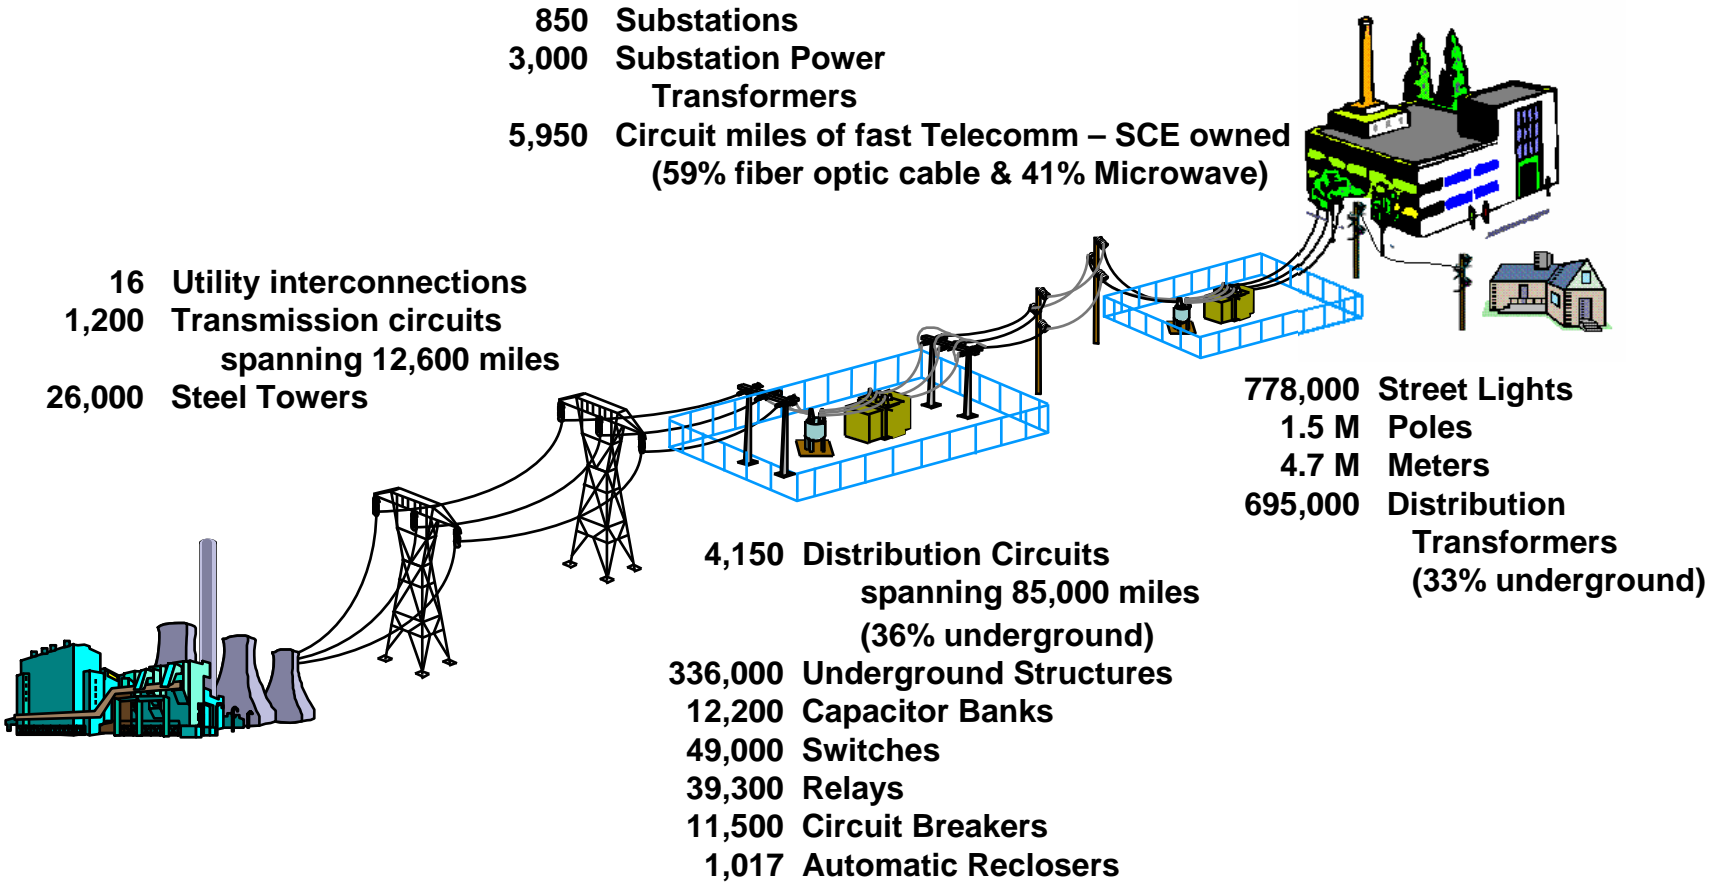 850 Substations
3,000 Substation Power
Transformers
5,950 Circuit miles of fast Telecomm – SCE owned
(59% fiber optic cable & 41% Microwave)
16 Utility interconnections
1,200 Transmission circuits
spanning 12,600 miles
26,000 Steel Towers
778,000 Street Lights
1.5 M Poles
4.7 M Meters
695,000 Distribution
Transformers
(33% underground)
4,150 Distribution Circuits
spanning 85,000 miles
(36% underground)
336,000 Underground Structures
12,200 Capacitor Banks
49,000 Switches
39,300 Relays
11,500 Circuit Breakers
1,017 Automatic Reclosers